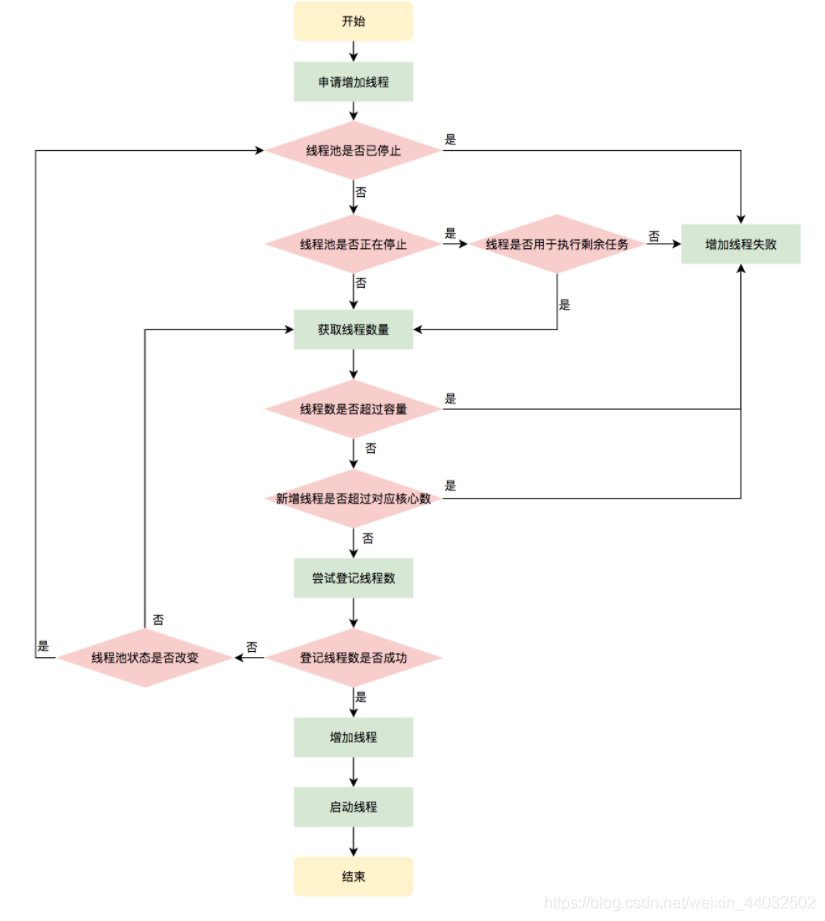 开始
申请增加线程
线程池是否已停止
是
否
线程池是否正在停止
是
线程是否用于执行剩余任务
否
增加线程失败
否
是
获取线程数量
线程数是否超过容量
是
否
新增线程是否超过对应核心数
是
否
尝试登记线程数
否
是
线程池状态是否改变
否
登记线程数是否成功
是
增加线程
启动线程
结束
https://blog.csdn.net/weixin_44032502